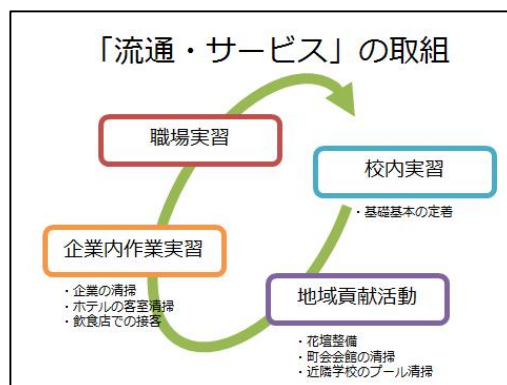 「流通・サービス」の取組
職場実習
校内実習
・基礎基本の定着
企業内作業実習
・企業の清掃
・ホテルの客室清掃
・飲食店での接客
地域貢献活動
・花壇整備
・町会会館の清掃
・近隣学校のプール清掃